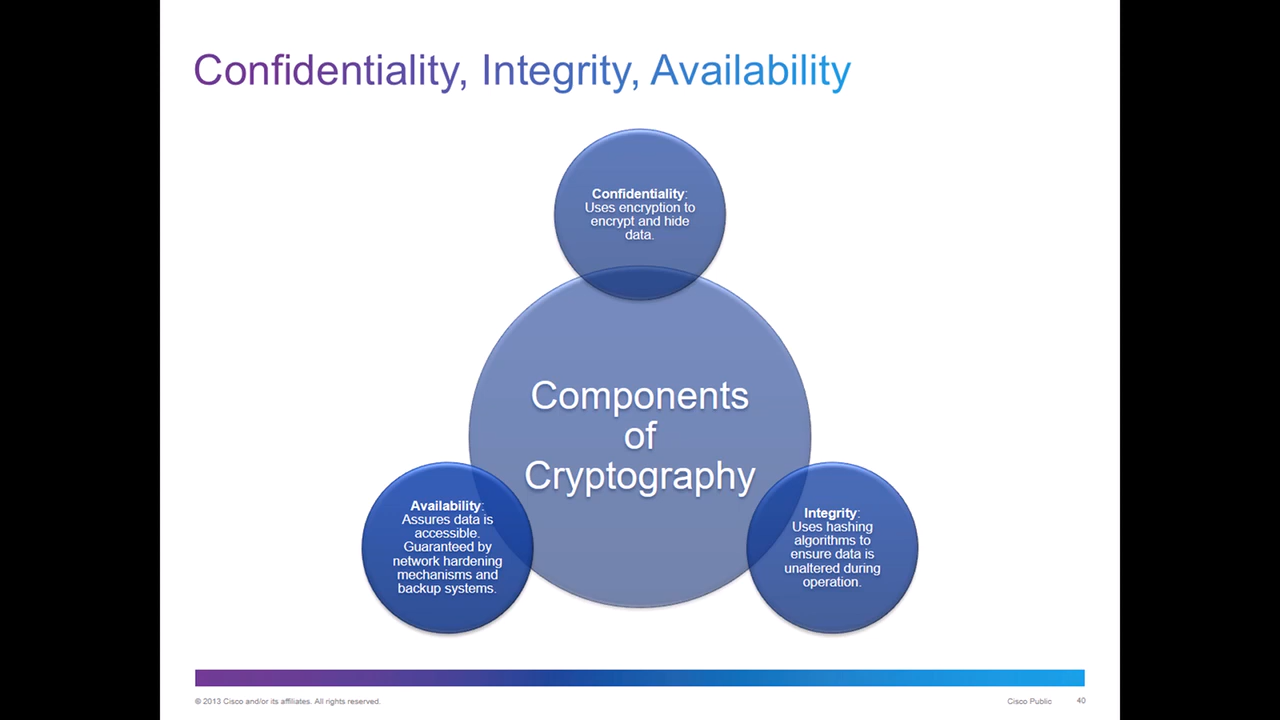 Confidentiality, Integrity, Availability
Confidentiality:
Uses encryption to
encrypt and hide
data.
Components
of
Cryptography
Availability:
Assures data is
accessible.
Guaranteed by
network hardening
mechanisms and
backup systems.
Integrity:
Uses hashing
algorithms to
ensure data is
unaltered during
operation.
© 2013 Cisco and/or its affiliates. All rights reserved.
Cisco Public
40